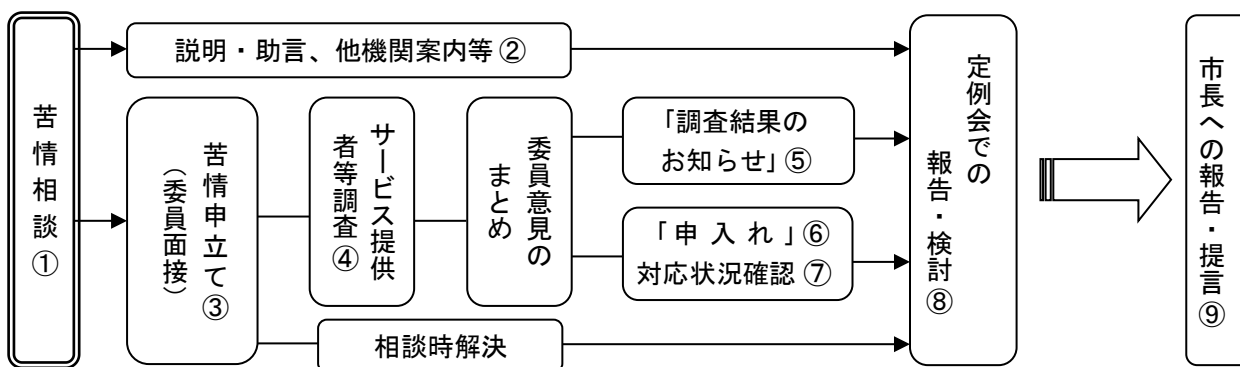 苦情相談①
説明・助言、他機関案内等②
苦情申立て③
（委員面接）
サービス提供
者等調査④
委員意見の
まとめ
「調査結果の
お知らせ」⑤
「申入れ」⑥
対応状況確認⑦
相談時解決
定例会での
報告・検討⑧
市長への報告・提言⑨